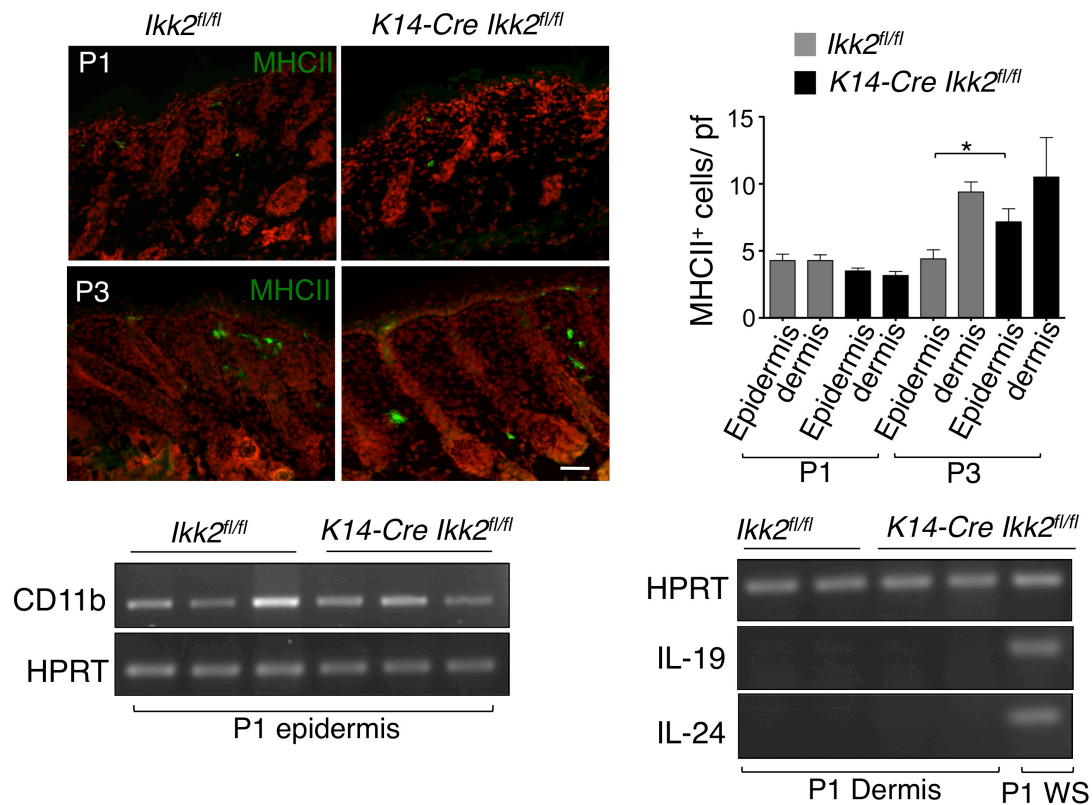 Ikk2fl/fl
K14-Cre Ikk2fl/fl
P1
MHCII
P3
MHCII
Ikk2fl/fl
K14-Cre Ikk2fl/fl
MHCII+ cells/ pf
15
10
5
0
Epidermis
dermis
Epidermis
dermis
Epidermis
dermis
Epidermis
dermis
*
P1
P3
Ikk2fl/fl
K14-Cre Ikk2fl/fl
CD11b
HPRT
P1 epidermis
Ikk2fl/fl
K14-Cre Ikk2fl/fl
HPRT
IL-19
IL-24
P1 Dermis
P1 WS